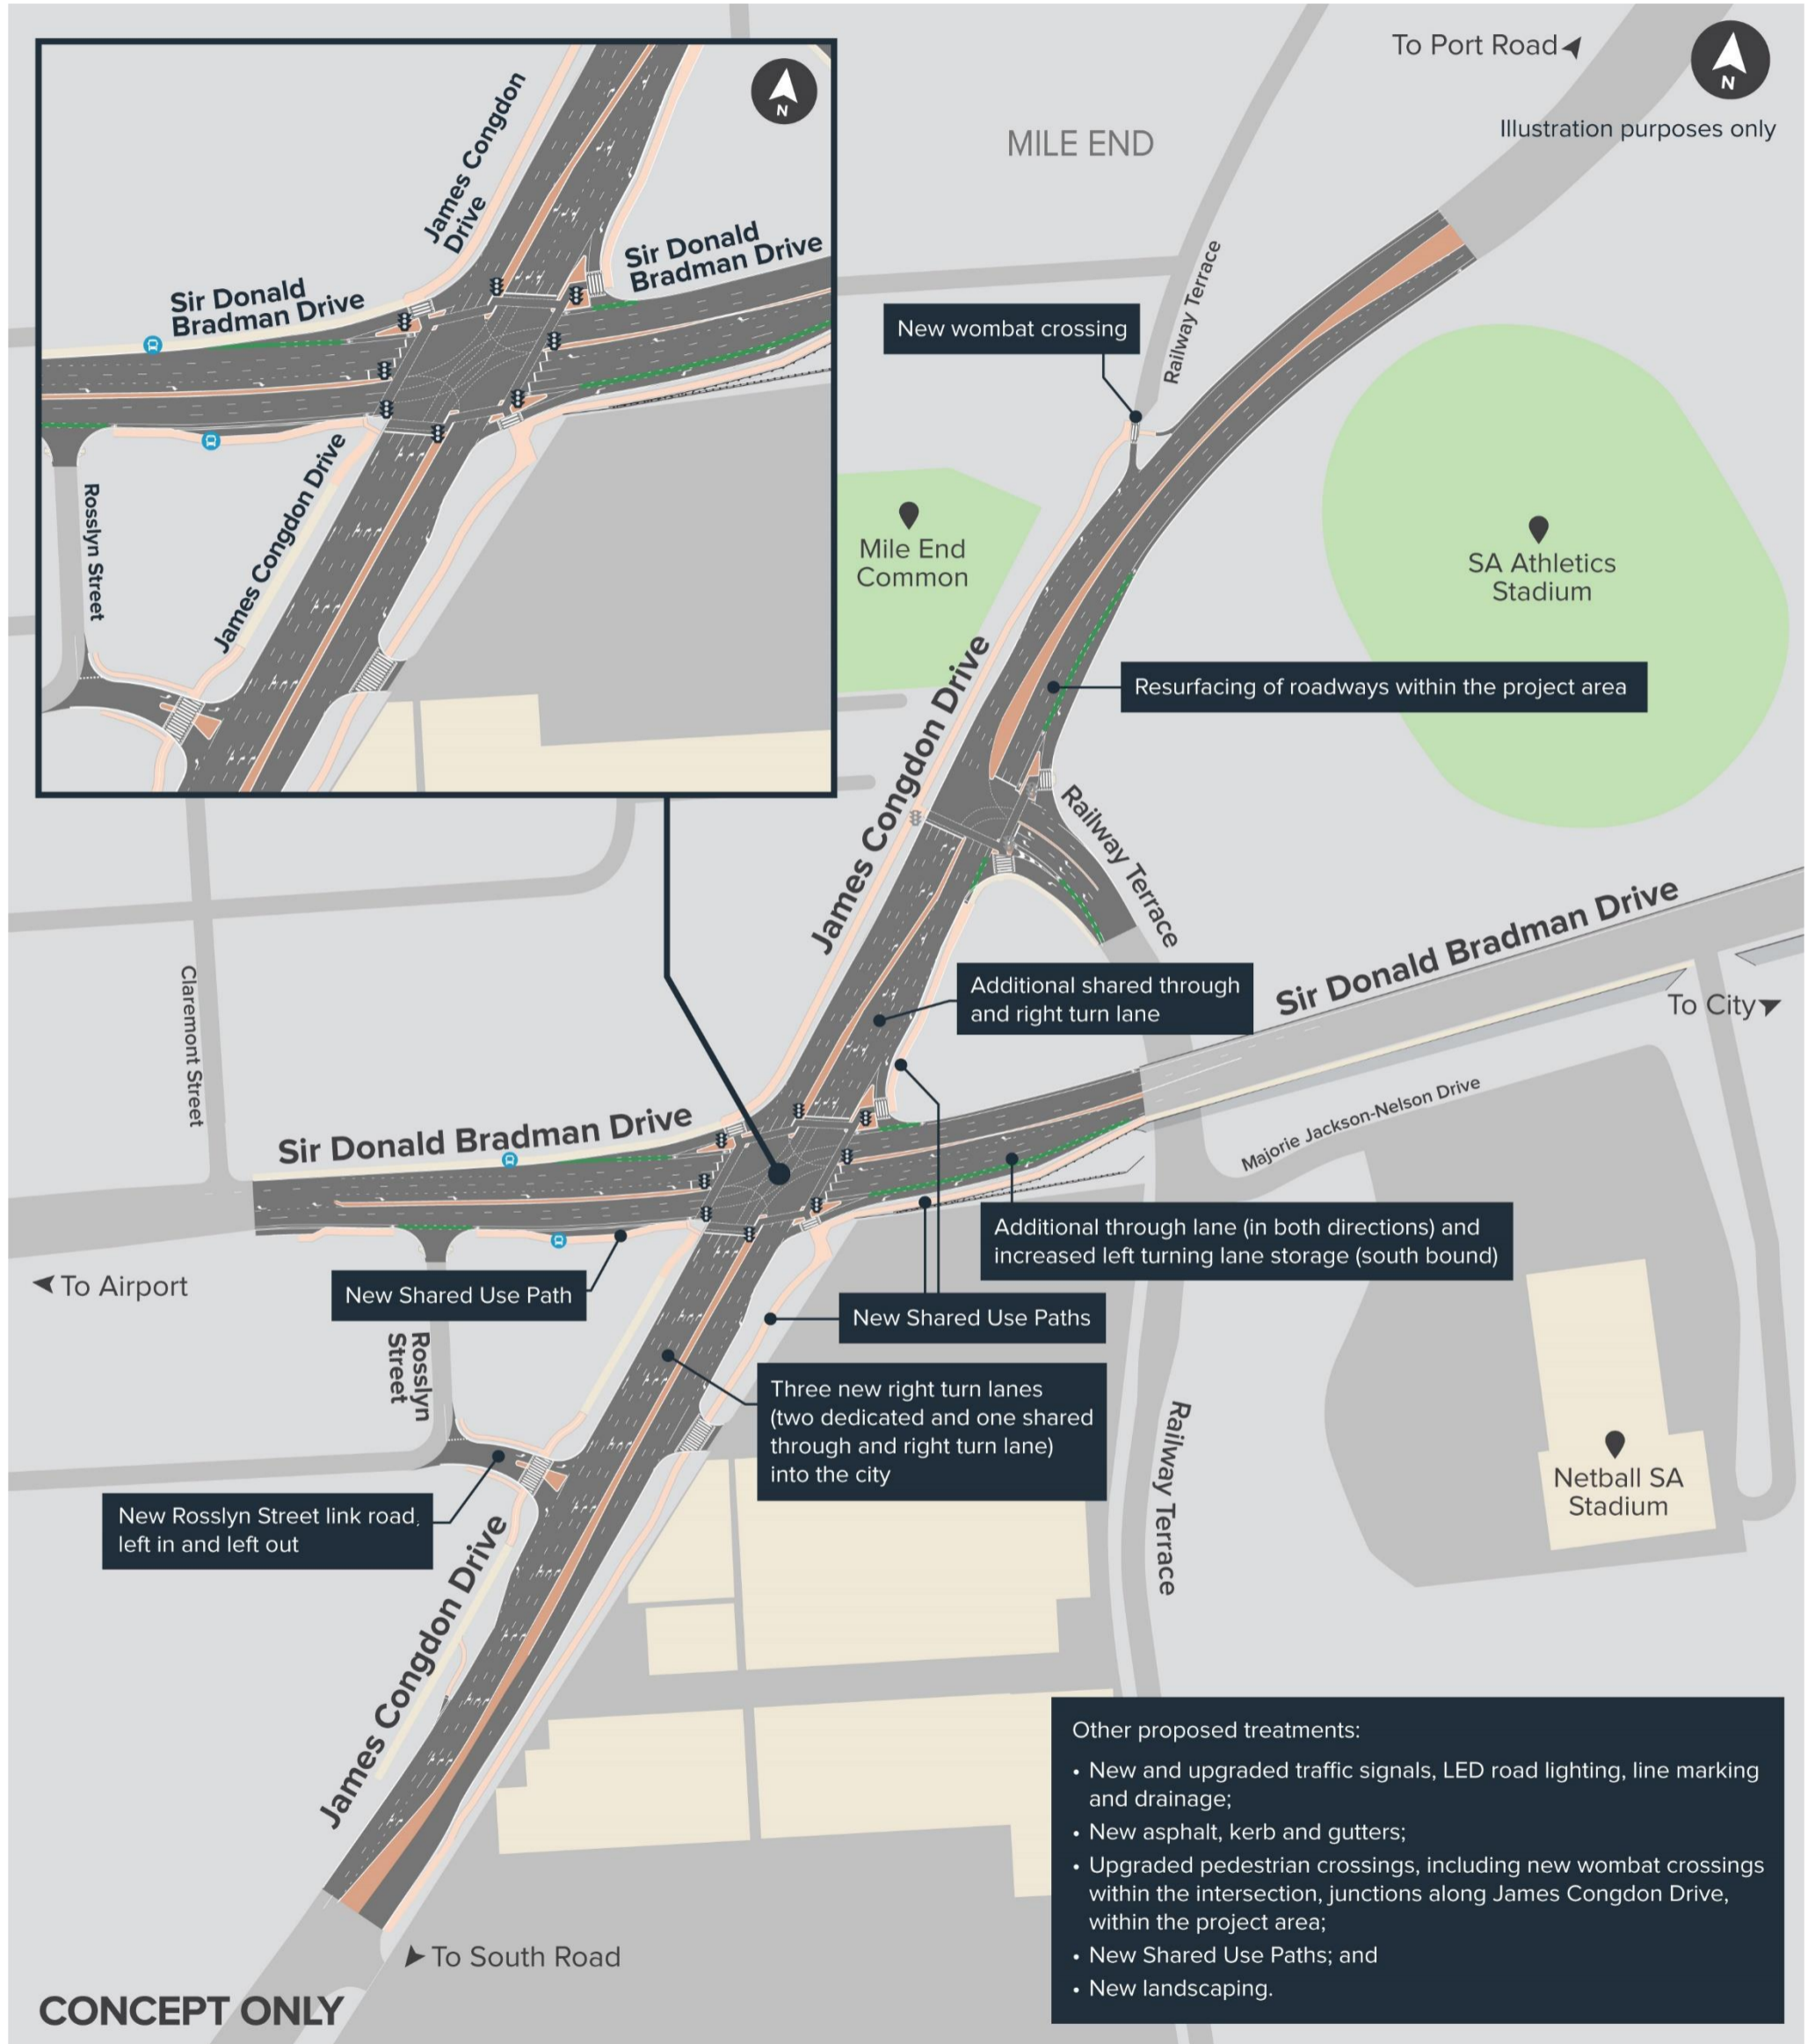 To Port Road
N
Illustration purposes only
MILE END
N
James Congdon
Drive
Sir Donald
Bradman Drive
Sir Donald
Bradman Drive
James Congdon Drive
Rosslyn Street
Railway Terrace
New wombat crossing
Mile End
Common
SA Athletics
Stadium
Resurfacing of roadways within the project area
James Congdon Drive
Railway Terrace
Sir Donald Bradman Drive
To City
Claremont Street
Additional shared through
and right turn lane
Majorie Jackson-Nelson Drive
Sir Donald Bradman Drive
Additional through lane (in both directions) and
increased left turning lane storage (south bound)
To Airport
New Shared Use Path
New Shared Use Paths
Rosslyn
Street
Three new right turn lanes
(two dedicated and one shared
through and right turn lane)
into the city
Railway Terrace
Netball SA
Stadium
New Rosslyn Street link road,
left in and left out
James Congdon Drive
Other proposed treatments:
• New and upgraded traffic signals, LED road lighting, line marking
and drainage;
• New asphalt, kerb and gutters;
• Upgraded pedestrian crossings, including new wombat crossings
within the intersection, junctions along James Congdon Drive,
within the project area;
• New Shared Use Paths; and
• New landscaping.
To South Road
CONCEPT ONLY